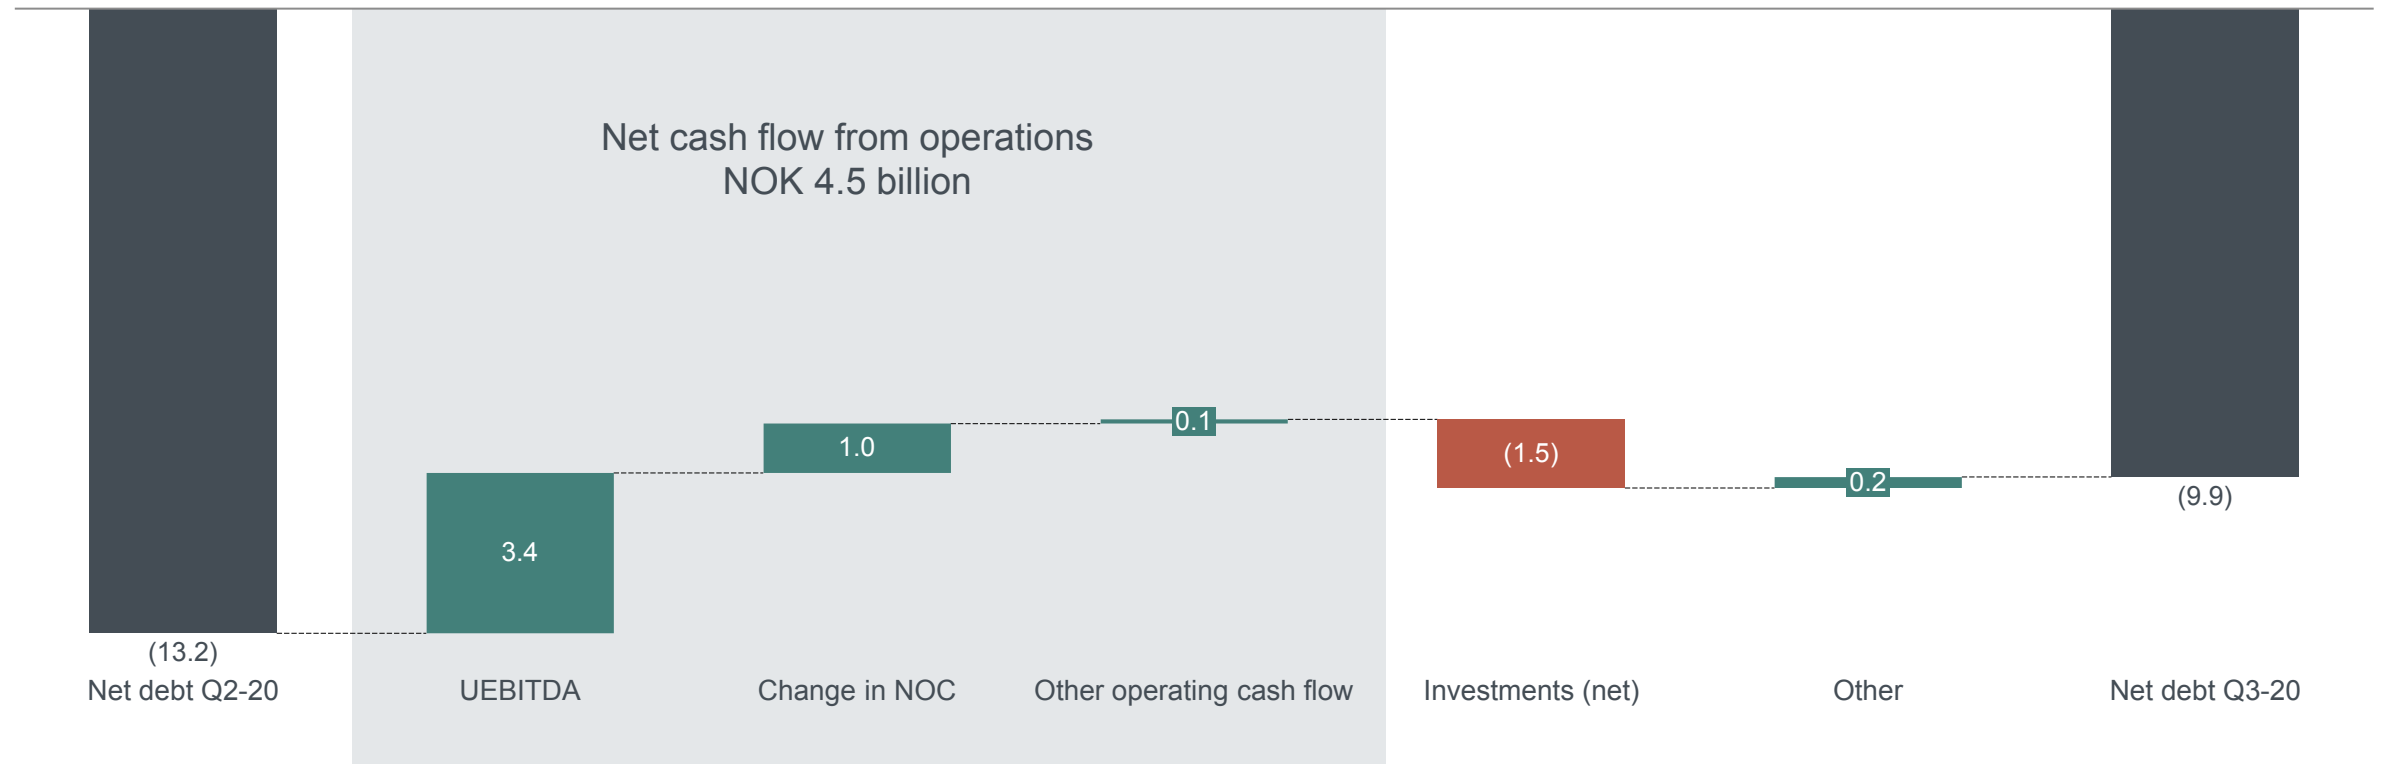 Net cash flow from operations
NOK 4.5 billion
0.1
1.0
(1.5)
0.2
(9.9)
3.4
(13.2)
Net debt Q2-20
UEBITDA
Change in NOC
Other operating cash flow
Investments (net)
Other
Net debt Q3-20